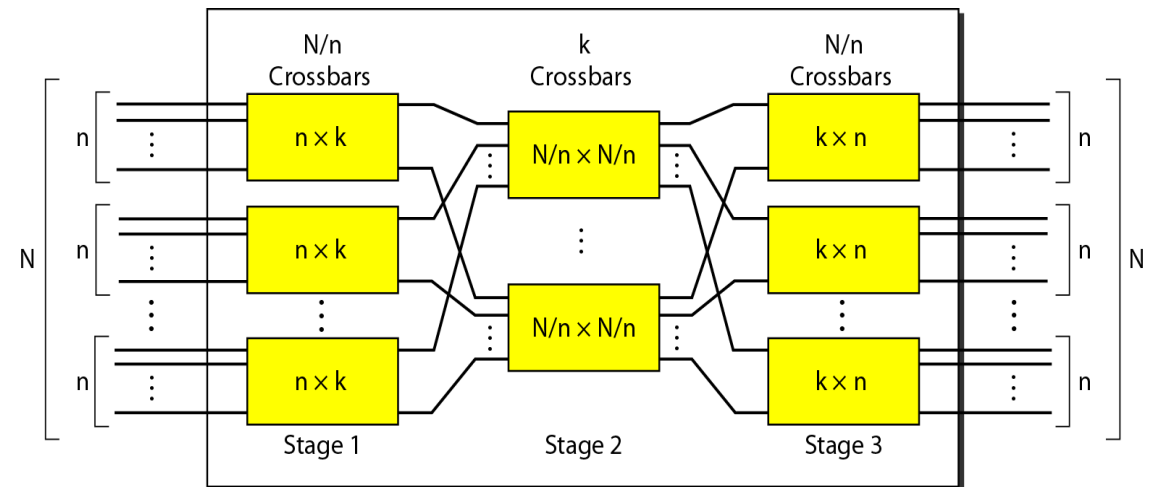 N/n
Crossbars
k
Crossbars
N/n
Crossbars
N
n
n
n
n × k
n × k
n × k
Stage 1
N/n × N/n
N/n × N/n
Stage 2
k × n
k × n
k × n
Stage 3
n
n
n
N